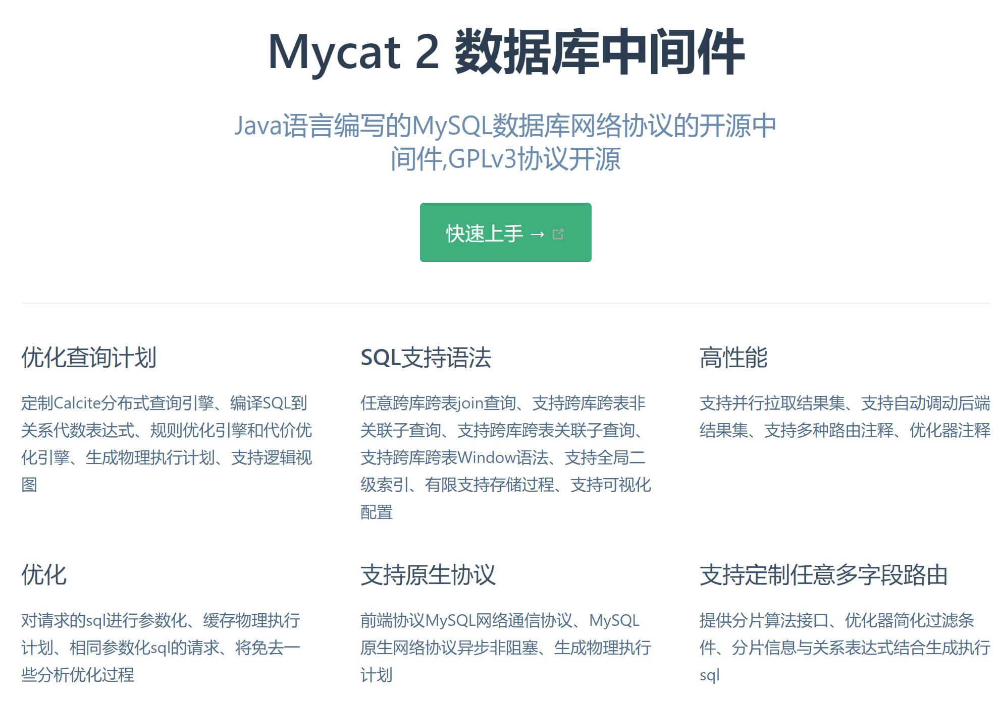 Mycat 2 数据库中间件
Java语言编写的MySQL数据库网络协议的开源中
间件,GPLv3协议开源
快速上手 →
优化查询计划
定制Calcite分布式查询引擎、编译SQL到
关系代数表达式、规则优化引擎和代价优
化引擎、生成物理执行计划、支持逻辑视
图
SQL支持语法
任意跨库跨表join查询、支持跨库跨表非
关联子查询、支持跨库跨表关联子查询、
支持跨库跨表Window语法、支持全局二
级索引、有限支持存储过程、支持可视化
配置
高性能
支持并行拉取结果集、支持自动调动后端
结果集、支持多种路由注释、优化器注释
优化
对请求的sql进行参数化、缓存物理执行
计划、相同参数化sql的请求、将免去一
些分析优化过程
支持原生协议
前端协议MySQL网络通信协议、MySQL
原生网络协议异步非阻塞、生成物理执行
计划
支持定制任意多字段路由
提供分片算法接口、优化器简化过滤条
件、分片信息与关系表达式结合生成执行
sql